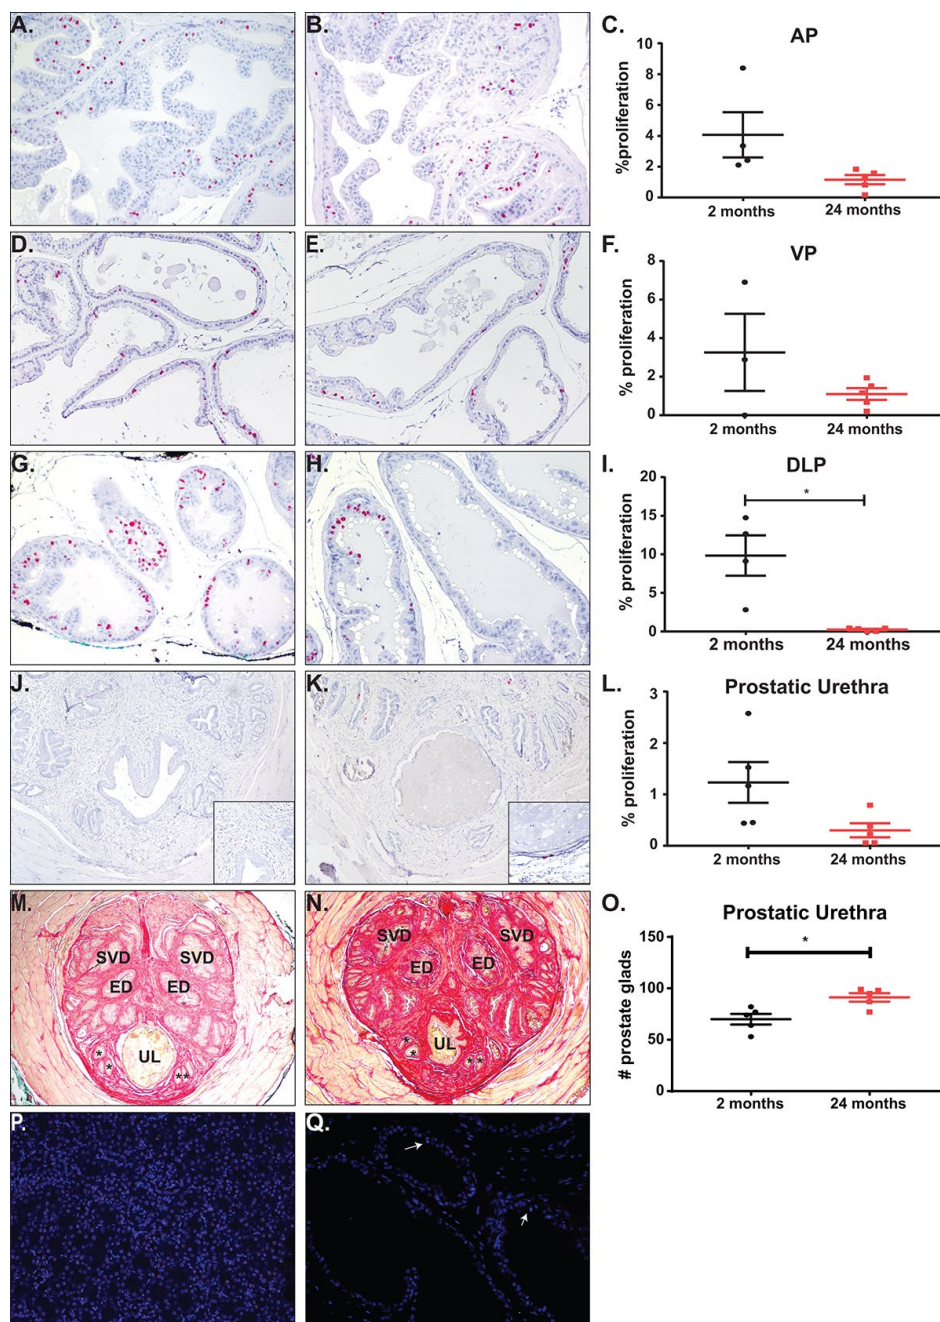 A.
B.
C.
AP
%proliferation
10
8
6
4
2
0
2 months
24 months
D.
E.
F.
VP
% proliferation
8
6
4
2
0
2 months
24 months
G.
H.
I.
DLP
% proliferation
20
15
10
5
0
*
2 months
24 months
J.
K.
L.
Prostatic Urethra
% proliferation
3
2
1
0
2 months
24 months
M.
SVD
SVD
ED
ED
UL
*
*
**
N.
SVD
SVD
ED
ED
UL
*
*
**
O.
Prostatic Urethra
# prostate glads
150
100
50
0
*
2 months
24 months
P.
Q.